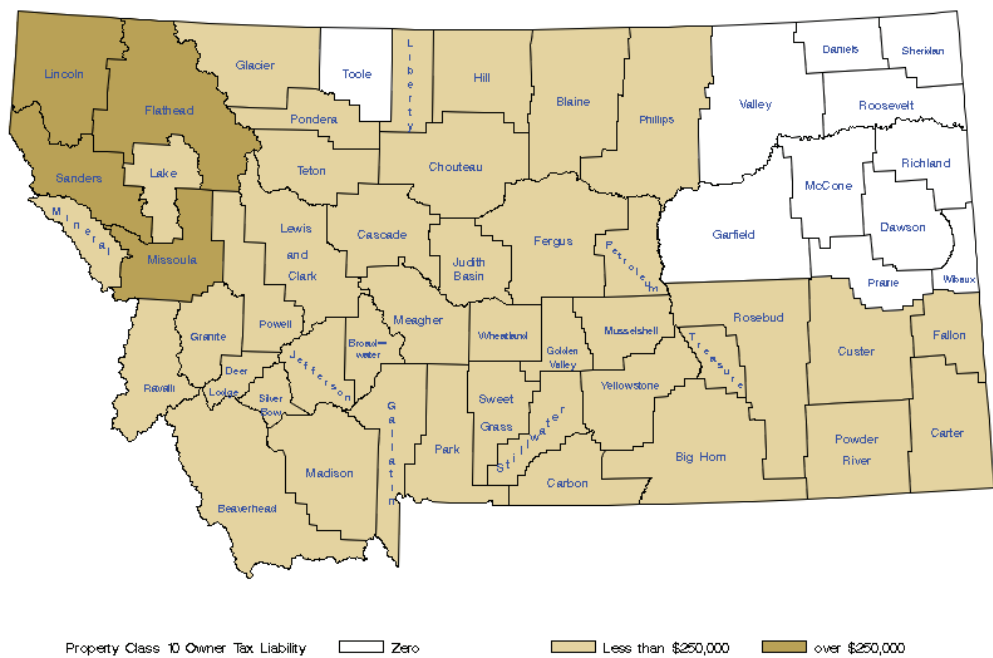 Daniels
Sheridan
Lincoln
Glacier
Toole
Liberty
Hill
Blaine
Phillips
Valley
Roosevelt
Flathead
Pondera
Richland
Sanders
Lake
Teton
Chouteau
McCone
Mineral
Lewis
and
Clark
Cascade
Judith
Basin
Fergus
Petroleum
Garfield
Dawson
Missoula
Prairie
Wibaux
Granite
Powell
Broad-
water
Meagher
Wheatland
Golden
Valley
Musselshell
Rosebud
Treasure
Custer
Fallon
Jefferson
Deer
Lodge
Ravalli
Silver
Bow
Gallatin
Park
Sweet
Grass
Stillwater
Yellowstone
Big Horn
Powder
River
Carter
Madison
Carbon
Beaverhead
Property Class 10 Owner Tax Liability
Zero
Less than $250,000
over $250,000